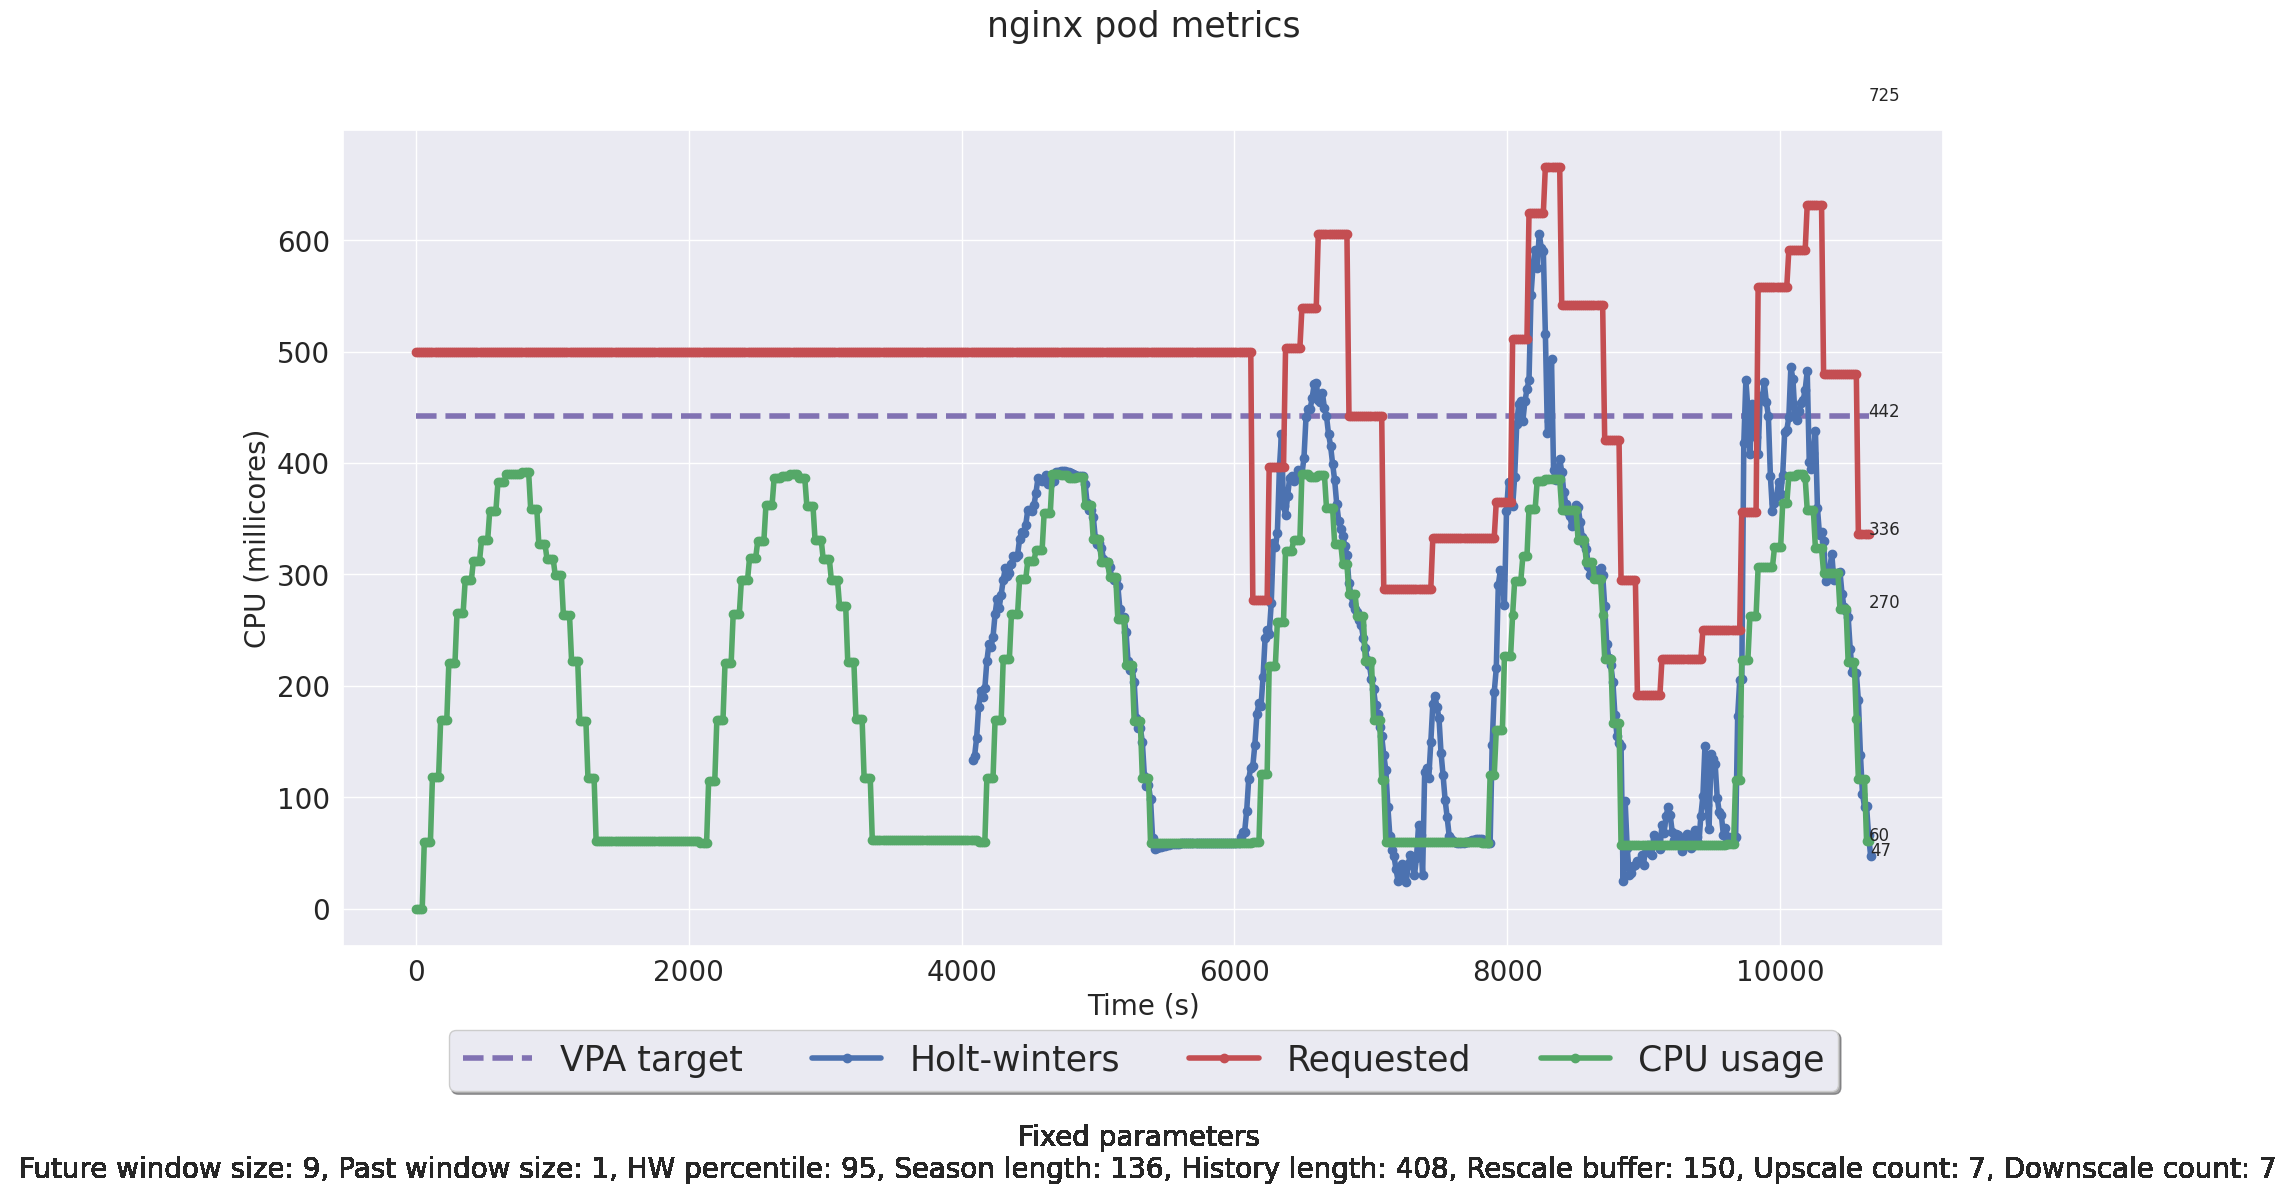 nginx pod metrics
725
600
500
442
400
336
300
270
200
100
60
47
0
CPU (millicores)
0 2000 4000 6000 8000 10000
Time (s)
VPA target Holt-winters Requested CPU usage
Fixed parameters
Future window size: 9, Past window size: 1, HW percentile: 95, Season length: 136, History length: 408, Rescale buffer: 150, Upscale count: 7, Downscale count: 7